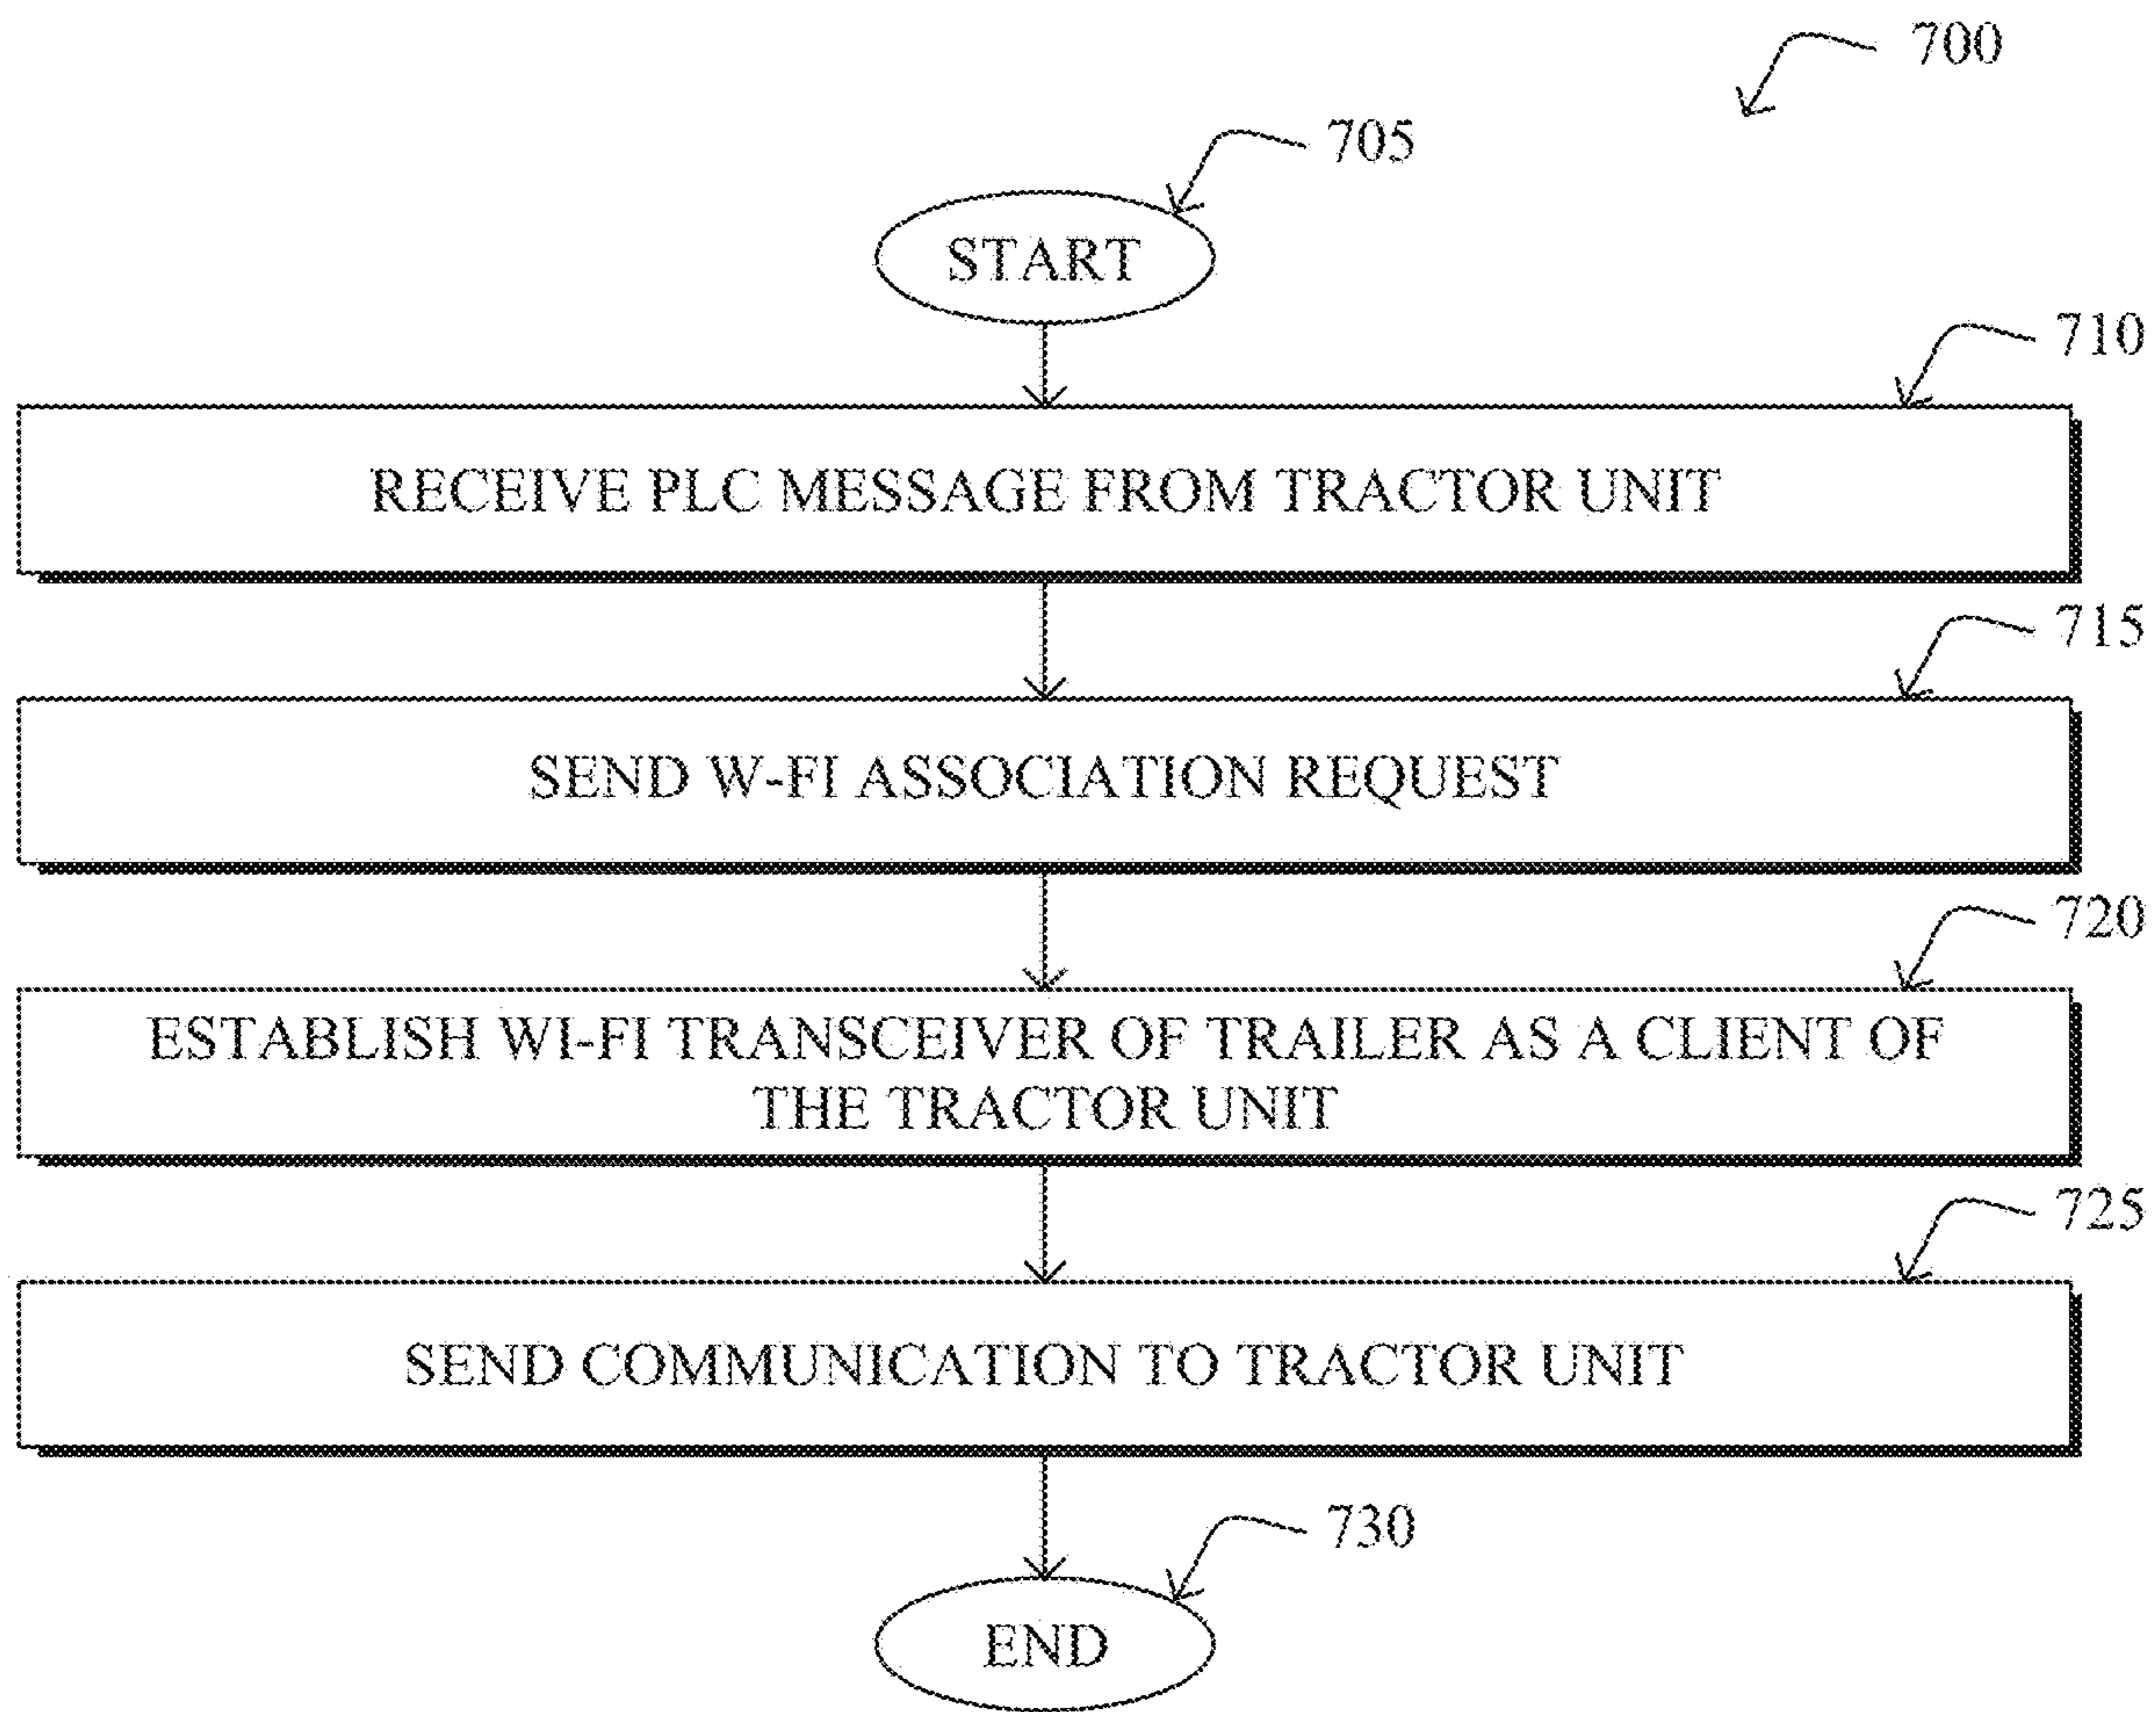 700
705
START
710
RECEIVE PLC MESSAGE FROM TRACTOR UNIT
715
SEND W-FI ASSOCIATION REQUEST
720
ESTABLISH WI-FI TRANSCEIVER OF TRAILER AS A CLIENT OF
THE TRACTOR UNIT
725
SEND COMMUNICATION TO TRACTOR UNIT
730
END